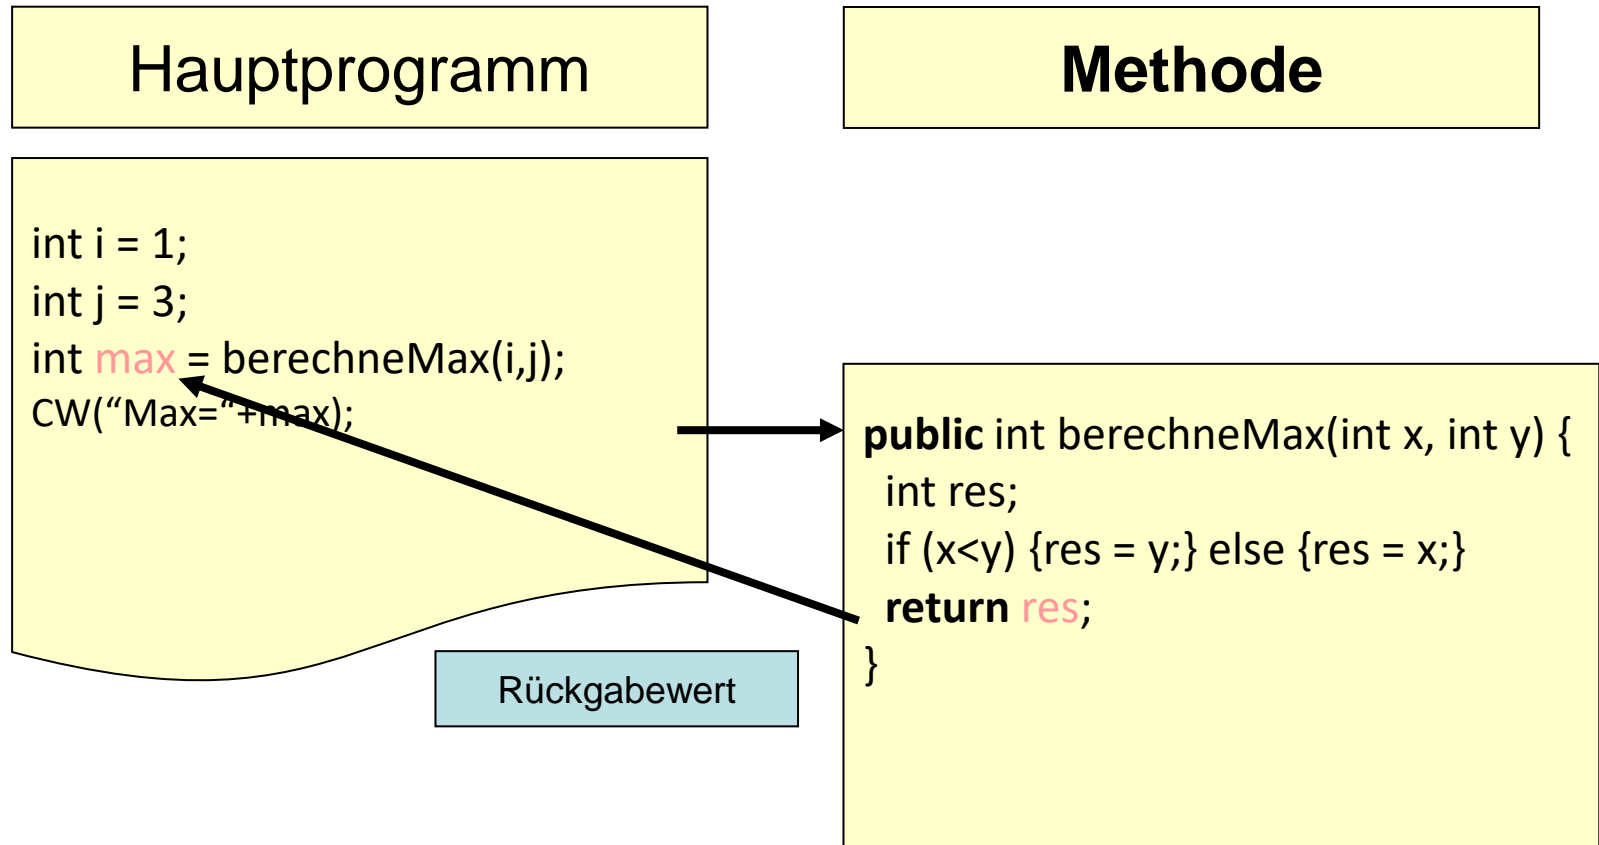 Hauptprogramm
Methode
int i = 1;
int j = 3;
int max = berechneMax(i,j);
CW(“Max=“+max);
public int berechneMax(int x, int y) {
int res;
if (x<y) {res = y;} else {res = x;}
return res;
}
Rückgabewert